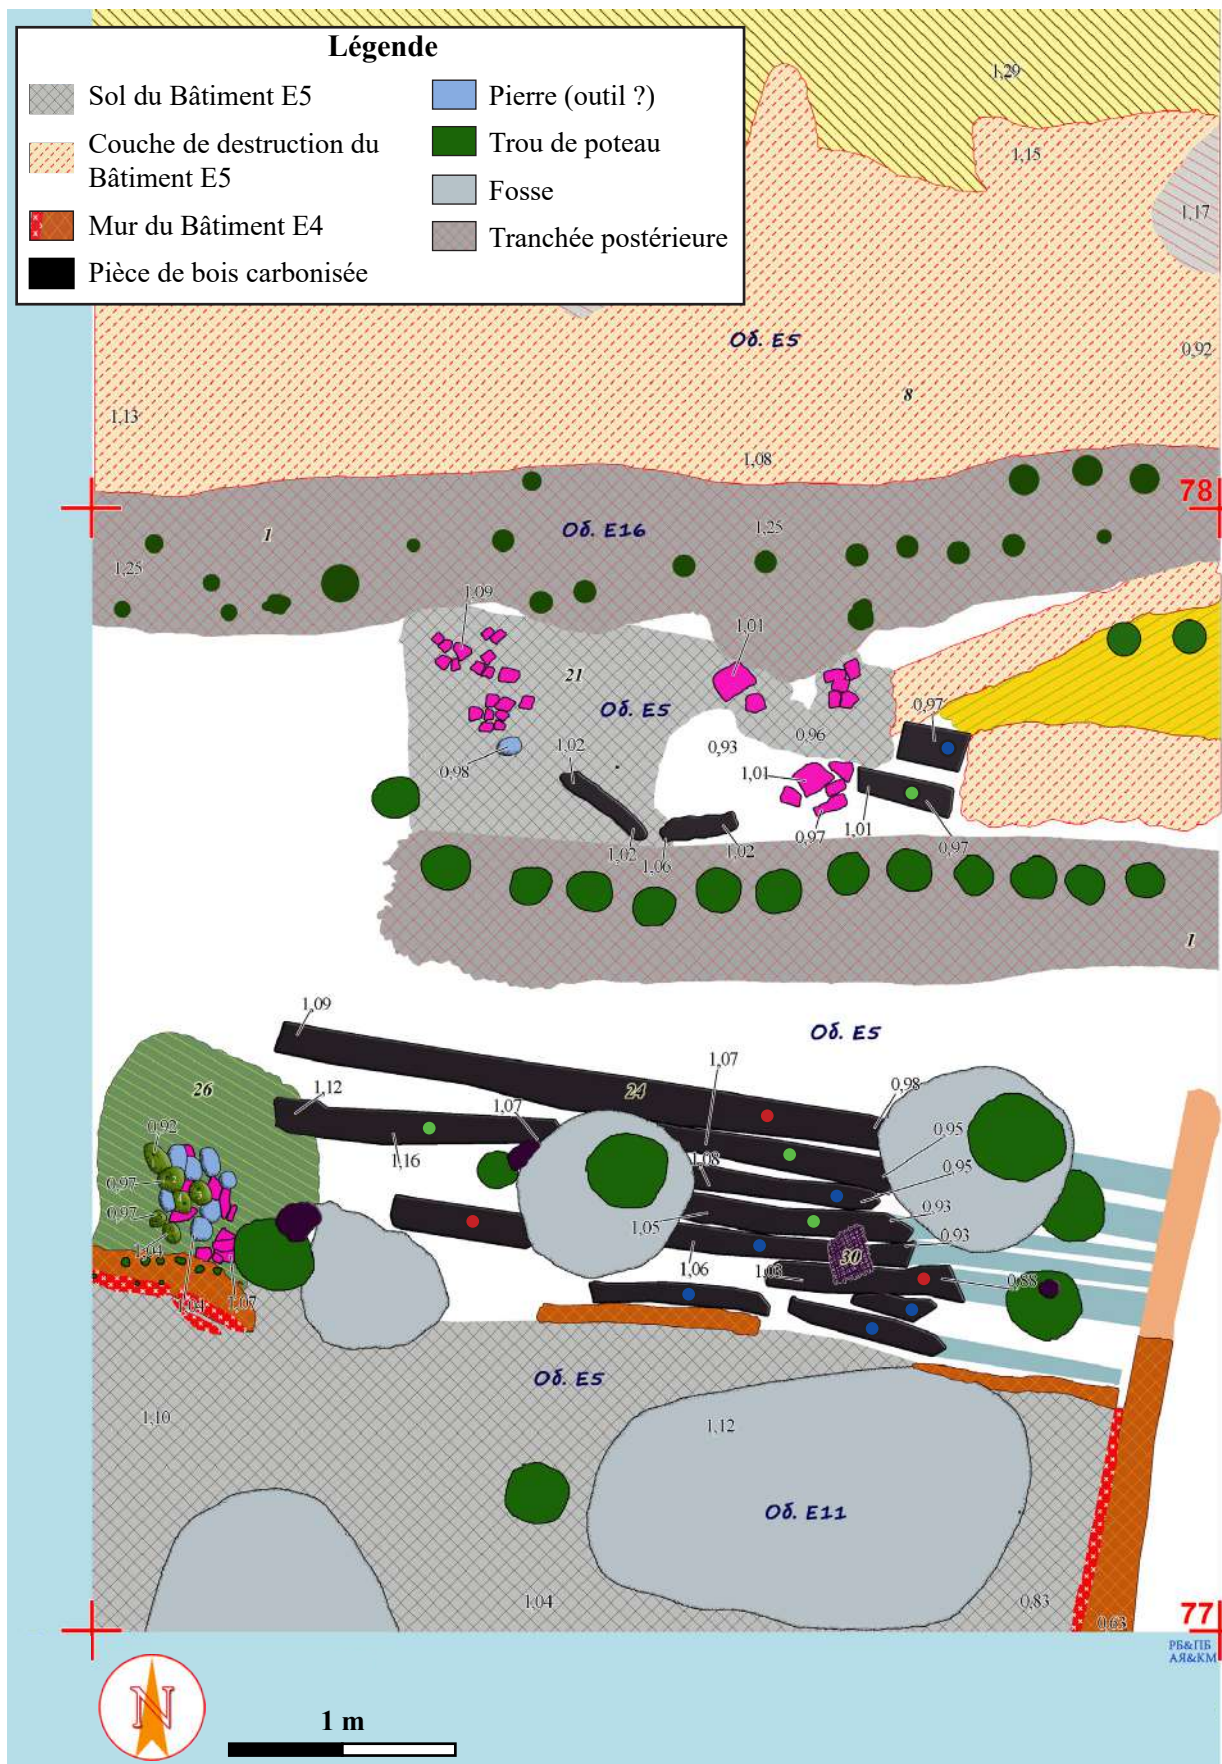 Légende
Sol du Bâtiment E5
Couche de destruction du
Bâtiment E5
Mur du Bâtiment E4
Pièce de bois carbonisée
Pierre (outil ?)
Trou de poteau
Fosse
Tranchée postérieure
1,29
1,15
1,17
Об. E5
0,92
8
1,13
1,08
78
1
Об. E16
1,25
1,25
1,09
1,01
21
Об. E5
0,97
0,96
0,93
1,02
0,98
1,01
1,02
1,06
1,02
0,97
1,01
0,97
1
1,09
Об. E5
24
1,07
0,98
26
1,12
1,07
0,95
0,92
1,16
1,08
0,95
0,97
0,93
0,97
1,05
0,93
1,04
30
1,06
1,03
0,88
1,04
1,07
Об. E5
1,10
1,12
Об. E11
1,04
0,83
0,63
77
РБ&ПБ
АЯ&КМ
N
1 m